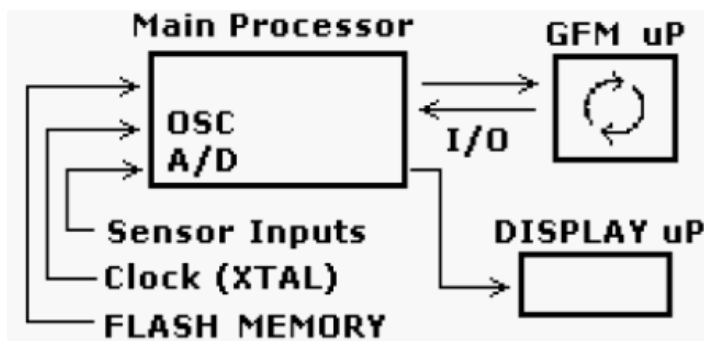 Main Processor
GFM uP
OSC
A/D
I/O
Sensor Inputs
DISPLAY uP
Clock (XTAL)
FLASH MEMORY